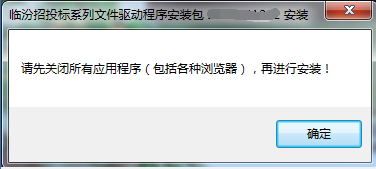 临汾招投标系列文件驱动程序安装包 安装
请先关闭所有应用程序（包括各种浏览器），再进行安装！
确定